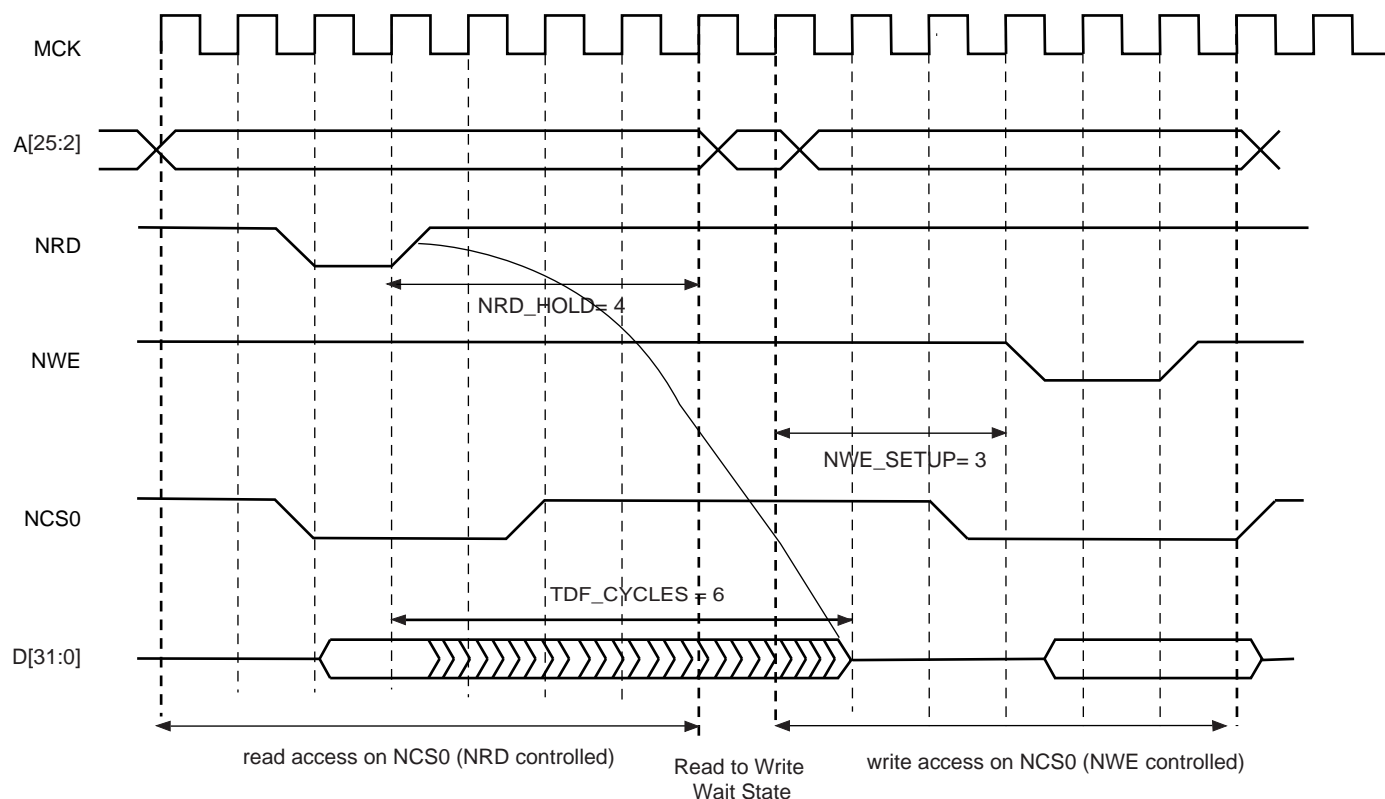 MCK
A[25:2]
NRD
NRD_HOLD= 4
NWE
NWE_SETUP= 3
NCS0
TDF_CYCLES = 6
D[31:0]
read access on NCS0 (NRD controlled)
Read to Write
Wait State
write access on NCS0 (NWE controlled)